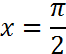 x = π/2